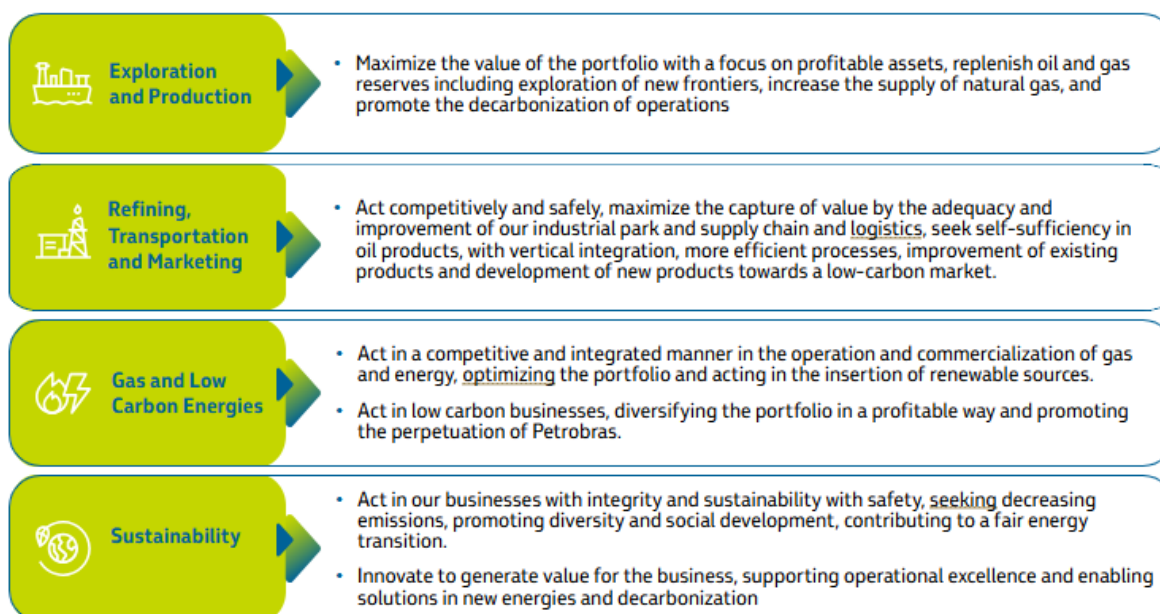 Exploration
and Production
• Maximize the value of the portfolio with a focus on profitable assets, replenish oil and gas
reserves including exploration of new frontiers, increase the supply of natural gas, and
promote the decarbonization of operations
Refining,
Transportation
and Marketing
• Act competitively and safely, maximize the capture of value by the adequacy and
improvement of our industrial park and supply chain and logistics, seek self-sufficiency in
oil products, with vertical integration, more efficient processes, improvement of existing
products and development of new products towards a low-carbon market.
Gas and Low
Carbon Energies
• Act in a competitive and integrated manner in the operation and commercialization of gas
and energy, optimizing the portfolio and acting in the insertion of renewable sources.
• Act in low carbon businesses, diversifying the portfolio in a profitable way and promoting
the perpetuation of Petrobras.
Sustainability
• Act in our businesses with integrity and sustainability with safety, seeking decreasing
emissions, promoting diversity and social development, contributing to a fair energy
transition.
• Innovate to generate value for the business, supporting operational excellence and enabling
solutions in new energies and decarbonization